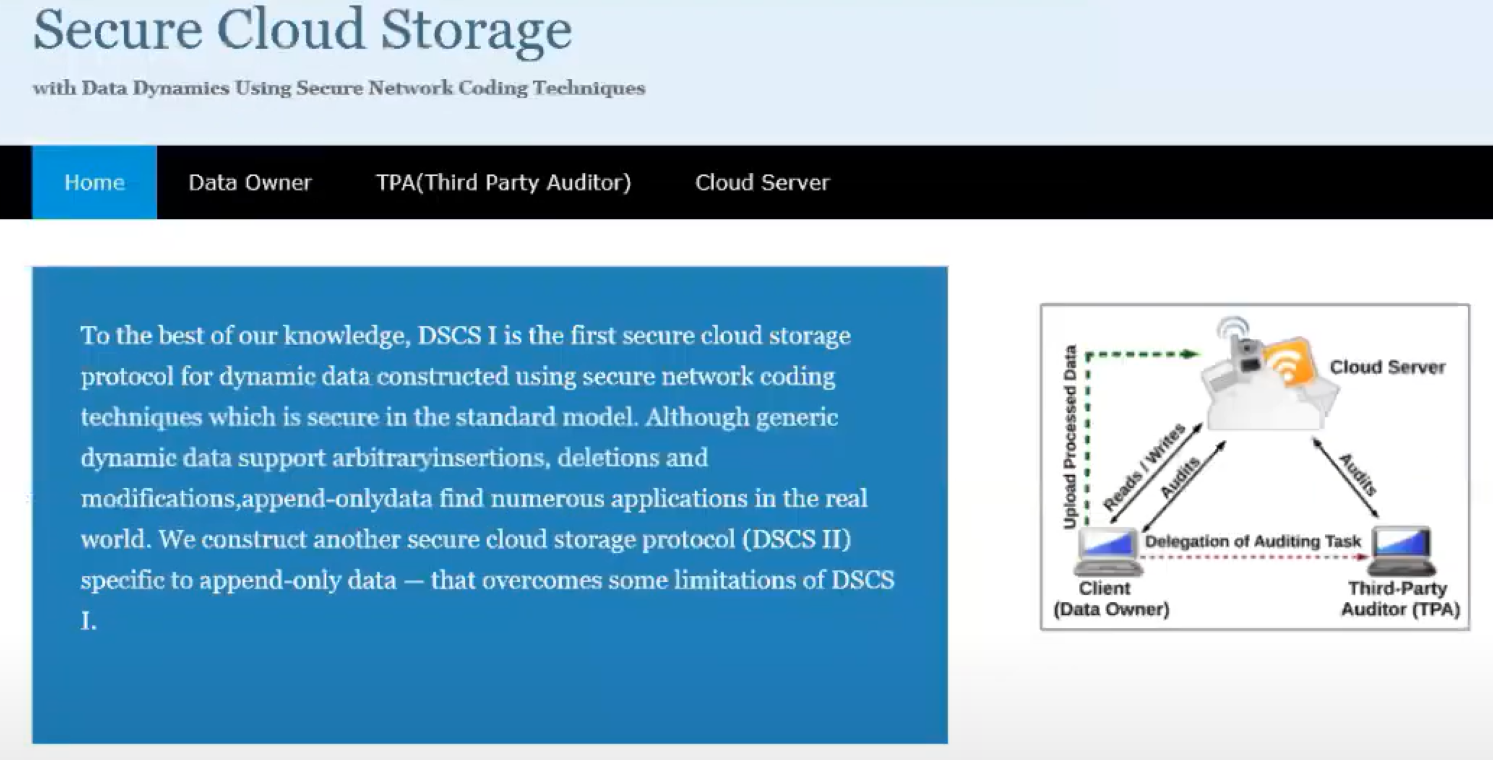 Secure Cloud Storage
with Data Dynamics Using Secure Network Coding Techniques
Home
Data Owner
TPA(Third Party Auditor)
Cloud Server
To the best of our knowledge, DSCS I is the first secure cloud storage
protocol for dynamic data constructed using secure network coding
techniques which is secure in the standard model. Although generic
dynamic data support arbitraryinsertions, deletions and
modifications,append-onlydata find numerous applications in the real
world. We construct another secure cloud storage protocol (DSCS II)
specific to append-only data — that overcomes some limitations of DSCS
I.
Upload Processed Data
Cloud Server
Reads / Writes
Audits
Audits
Delegation of Auditing Task
Client
(Data Owner)
Third-Party
Auditor (TPA)